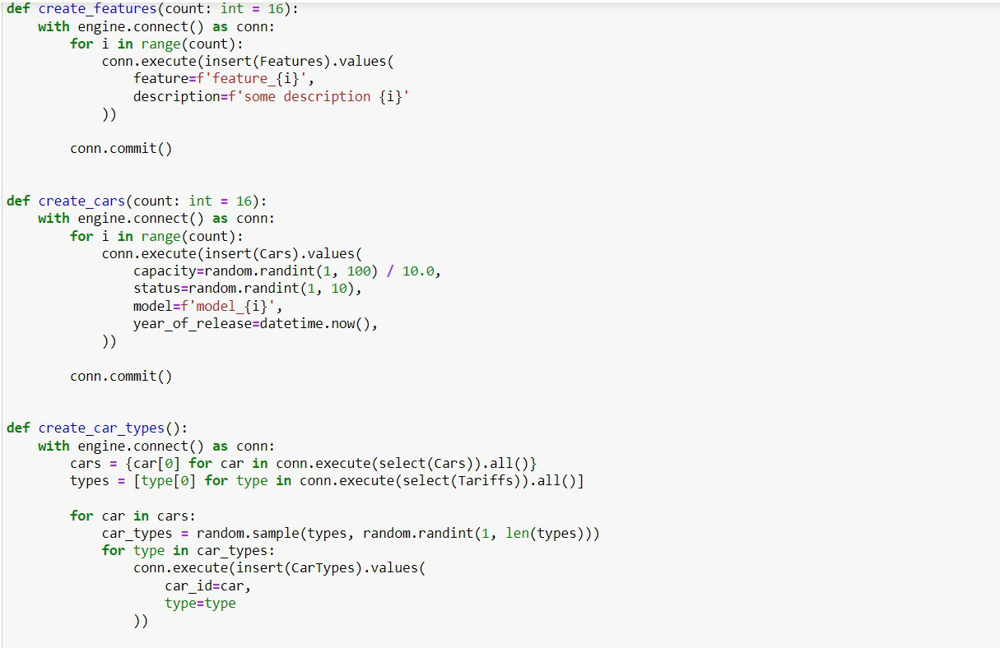 def create_features(count: int = 16):
    with engine.connect() as conn:
        for i in range(count):
            conn.execute(insert(Features).values(
                feature=f'feature_{i}',
                description=f'some description {i}'
            ))

        conn.commit()


def create_cars(count: int = 16):
    with engine.connect() as conn:
        for i in range(count):
            conn.execute(insert(Cars).values(
                capacity=random.randint(1, 100) / 10.0,
                status=random.randint(1, 10),
                model=f'model_{i}',
                year_of_release=datetime.now(),
            ))

        conn.commit()


def create_car_types():
    with engine.connect() as conn:
        cars = {car[0] for car in conn.execute(select(Cars)).all()}
        types = [type[0] for type in conn.execute(select(Tariffs)).all()]

        for car in cars:
            car_types = random.sample(types, random.randint(1, len(types)))
            for type in car_types:
                conn.execute(insert(CarTypes).values(
                    car_id=car,
                    type=type
                ))